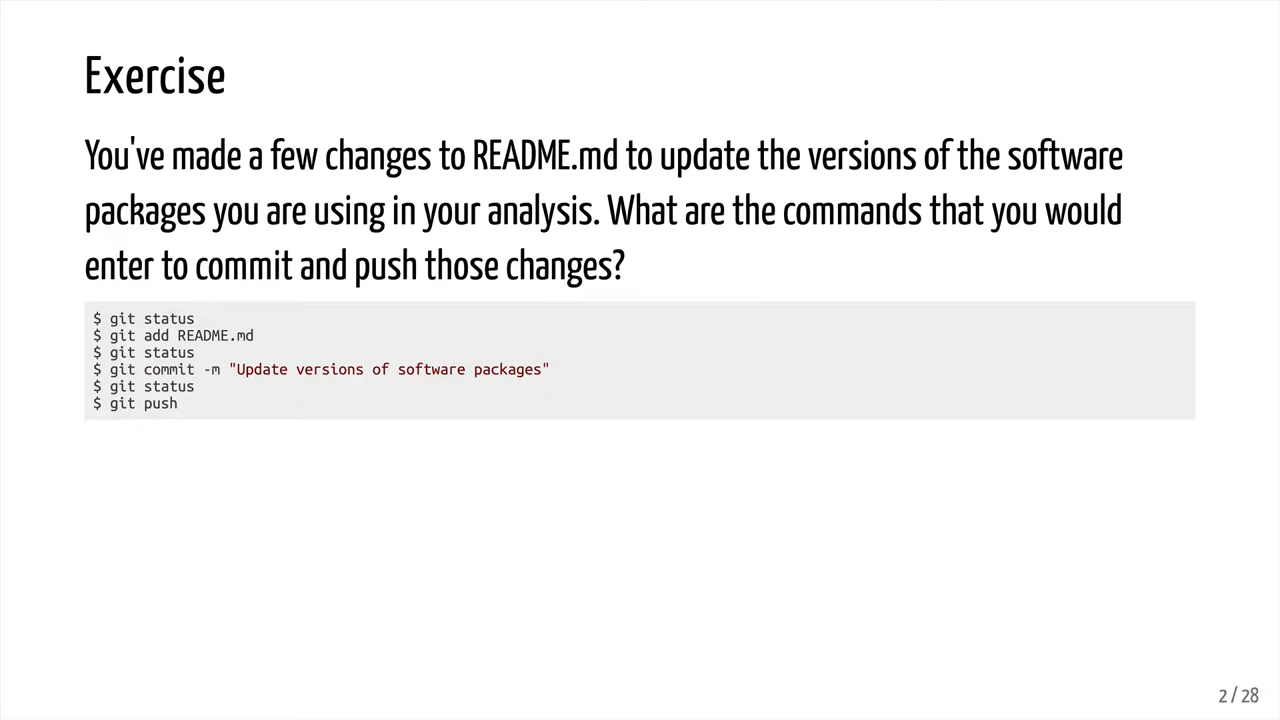 Exercise
You've made a few changes to README.md to update the versions of the software
packages you are using in your analysis. What are the commands that you would
enter to commit and push those changes?
$ git status
$ git add README.md
$ git status
$ git commit -m "Update versions of software packages"
$ git status
$ git push
2 / 28